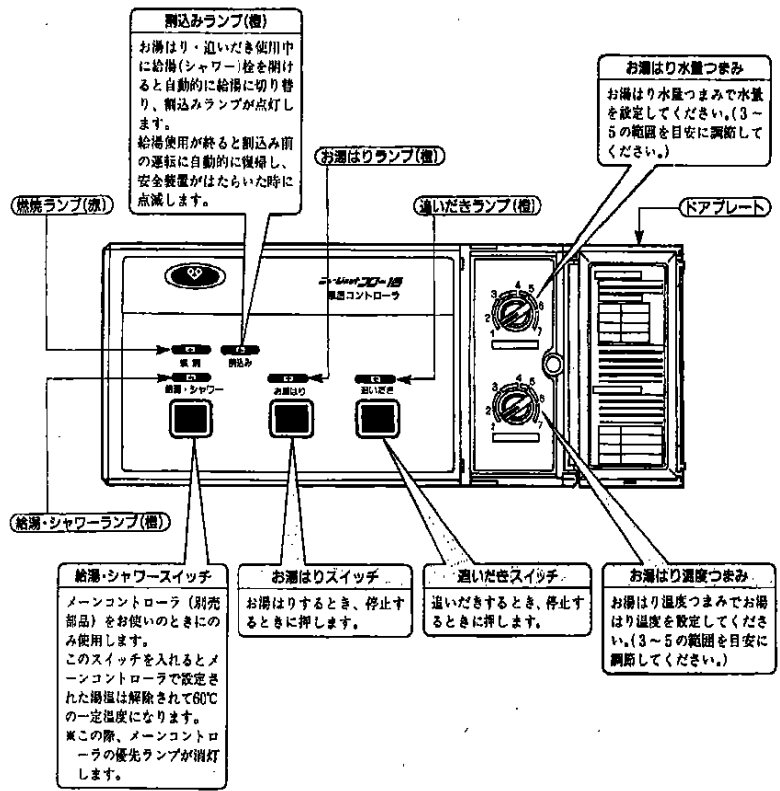 割込みランプ(橙)
お湯はり・追いだき使用中
に給湯(シャワー)栓を開け
ると自動的に給湯に切り替
り、割込みランプが点灯し
ます。
給湯使用が終ると割込み前
の運転に自動的に復帰し、
安全装置がはたらいた時に
点滅します。
お湯はり水量つまみ
お湯はり水量つまみで水量
を設定してください。(3～
5の範囲を目安に調節して
ください。)
お湯はりランプ(橙)
燃焼ランプ(赤)
追いだきランプ(橙)
ドアプレート
コントローラ
1 2 3 4 5 6 7
燃焼
割込み
給湯・シャワー
お湯はり
追いだき
1 2 3 4 5 6 7
給湯・シャワーランプ(橙)
給湯・シャワースイッチ
メーンコントローラ（別売
部品）をお使いのときにの
み使用します。
このスイッチを入れるとメ
ーンコントローラで設定さ
れた湯温は解除されて60℃
の一定温度になります。
※この際、メーンコントロ
ーラの優先ランプが消灯
します。
お湯はりスイッチ
お湯はりするとき、停止す
るときに押します。
追いだきスイッチ
追いだきするとき、停止す
るときに押します。
お湯はり温度つまみ
お湯はり温度つまみでお湯
はり温度を設定してくださ
い。(3～5の範囲を目安に
調節してください。)